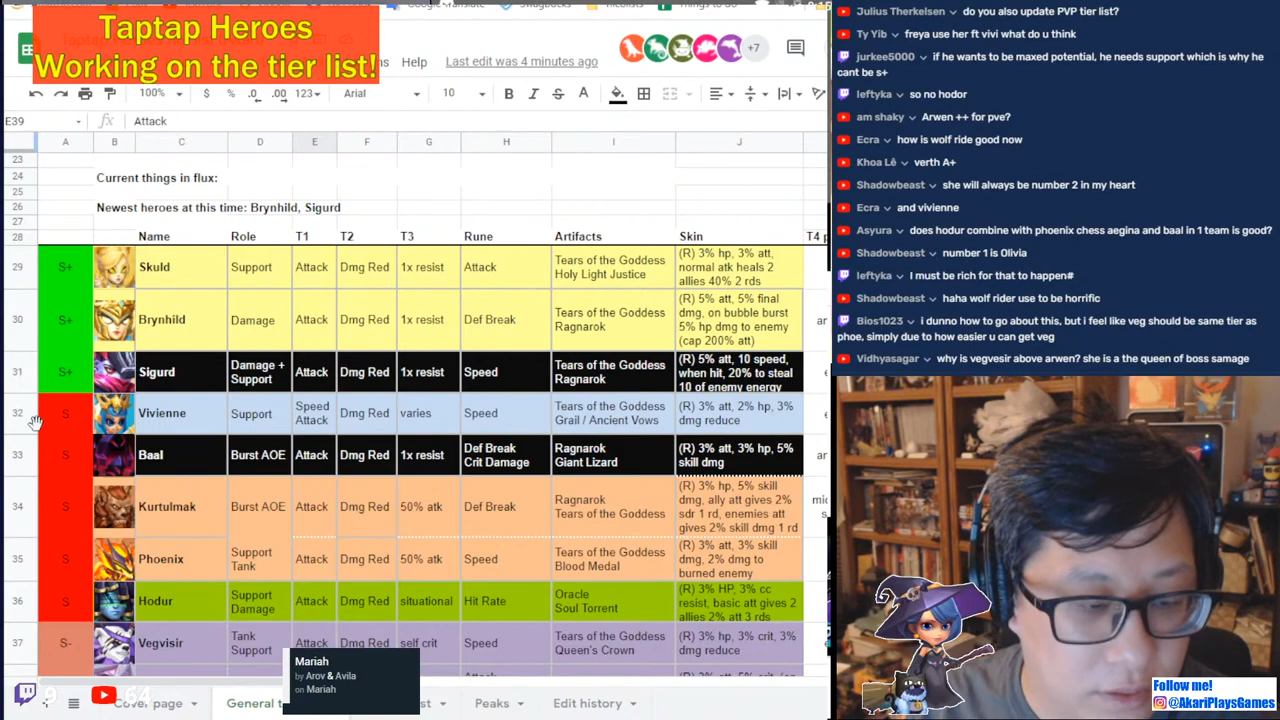 Taptap Heroes
Working on the tier list!
Help Last edit was 4 minutes ago
+7
100% $ % .0 .00 123 Arial 10 B I S A
E39 fx Attack
A B C D E F G H I J
23
24 Current things in flux:
25
26 Newest heroes at this time: Brynhild, Sigurd
27
28 Name Role T1 T2 T3 Rune Artifacts Skin T4
29 S+ Skuld Support Attack Dmg Red 1x resist Attack Tears of the Goddess
Holy Light Justice (R) 3% hp, 3% att,
normal atk heals 2
allies 40% 2 rds
30 S+ Brynhild Damage Attack Dmg Red 1x resist Def Break Tears of the Goddess
Ragnarok (R) 5% att, 5% final
dmg, on bubble burst
5% hp dmg to enemy
(cap 200% att)
31 S+ Sigurd Damage +
Support Attack Dmg Red 1x resist Speed Tears of the Goddess
Ragnarok (R) 5% att, 10 speed,
when hit, 20% to steal
10 of enemy energy
32 S Vivienne Support Speed
Attack Dmg Red varies Speed Tears of the Goddess
Grail / Ancient Vows (R) 3% att, 2% hp, 3%
dmg reduce
33 S Baal Burst AOE Attack Dmg Red 1x resist Def Break
Crit Damage Ragnarok
Giant Lizard (R) 3% att, 3% hp, 5%
skill dmg
34 S Kurtulmak Burst AOE Attack Dmg Red 50% atk Def Break Ragnarok
Tears of the Goddess (R) 3% hp, 5% skill
dmg, ally att gives 2%
sdr 1 rd, enemies att
gives 2% skill dmg 1 rd
35 S Phoenix Support
Tank Attack Dmg Red 50% atk Speed Tears of the Goddess
Blood Medal (R) 3% att, 3% skill
dmg, 2% dmg to
burned enemy
36 S Hodur Support
Damage Attack Dmg Red situational Hit Rate Oracle
Soul Torrent (R) 3% HP, 3% cc
resist, basic att gives 2
allies 2% att 3 rds
37 S- Vegvisir Tank
Support Attack Dmg Red self crit Speed Tears of the Goddess
Queen's Crown (R) 3% hp, 3% crit, 3%
dmg reduce
Mariah
by Arov & Avila
on Mariah
9 64
Cover page General t Peaks Edit history
Julius Therkelsen do you also update PVP tier list?
Ty Yib freya use her ft vivi what do u think
jurkee5000 if he wants to be maxed potential, he needs support which is why he
cant be s+
leftyka so no hodor
am shaky Arwen ++ for pve?
Ecra how is wolf ride good now
Khoa Lê verth A+
Shadowbeast she will always be number 2 in my heart
Ecra and vivienne
Asyura does hodur combine with phoenix chess aegina and baal in 1 team is good?
Shadowbeast number 1 is Olivia
leftyka I must be rich for that to happen#
Shadowbeast haha wolf rider use to be horrific
Bios1023 i dunno how to go about this, but i feel like veg should be same tier as
phoe, simply due to how easier u can get veg
Vidhyasagar why is vegvesir above arwen? she is the queen of boss samage
Follow me!
@AkariPlaysGames